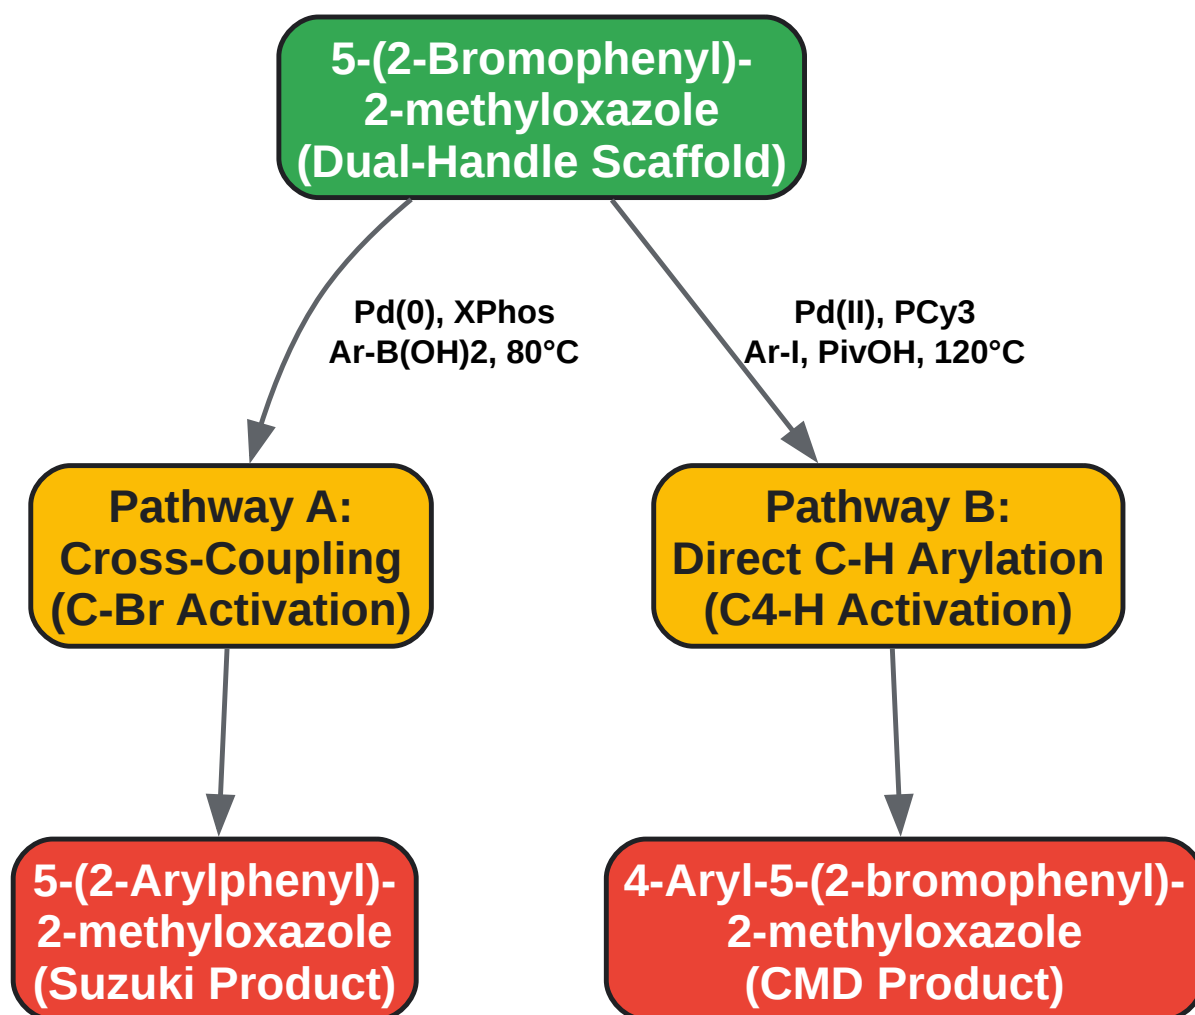 5-(2-Bromophenyl)-
2-methyloxazole
(Dual-Handle Scaffold)
Pd(0), XPhos
Ar-B(OH)2, 80°C
Pd(II), PCy3
Ar-I, PivOH, 120°C
Pathway A:
Cross-Coupling
(C-Br Activation)
Pathway B:
Direct C-H Arylation
(C4-H Activation)
5-(2-Arylphenyl)-
2-methyloxazole
(Suzuki Product)
4-Aryl-5-(2-bromophenyl)-
2-methyloxazole
(CMD Product)